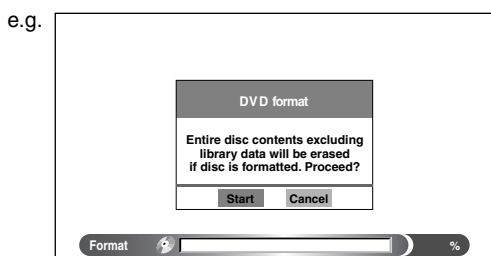 e.g.
DVD format
Entire disc contents excluding
library data will be erased
if disc is formatted. Proceed?
Start Cancel
Format %